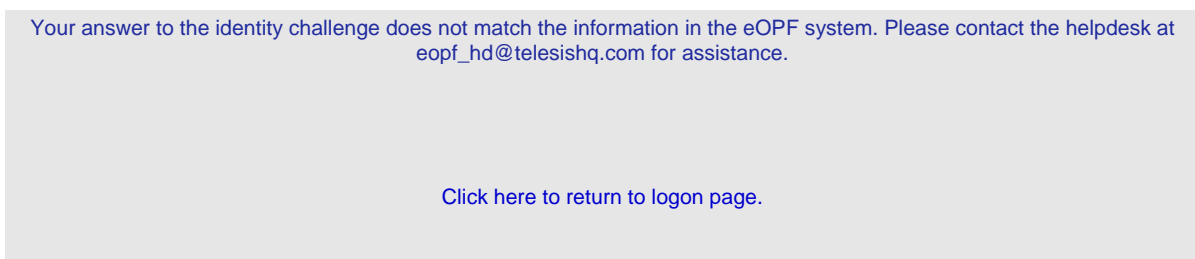 Your answer to the identity challenge does not match the information in the eOPF system. Please contact the helpdesk at
eopf_hd@telesishq.com for assistance.
Click here to return to logon page.